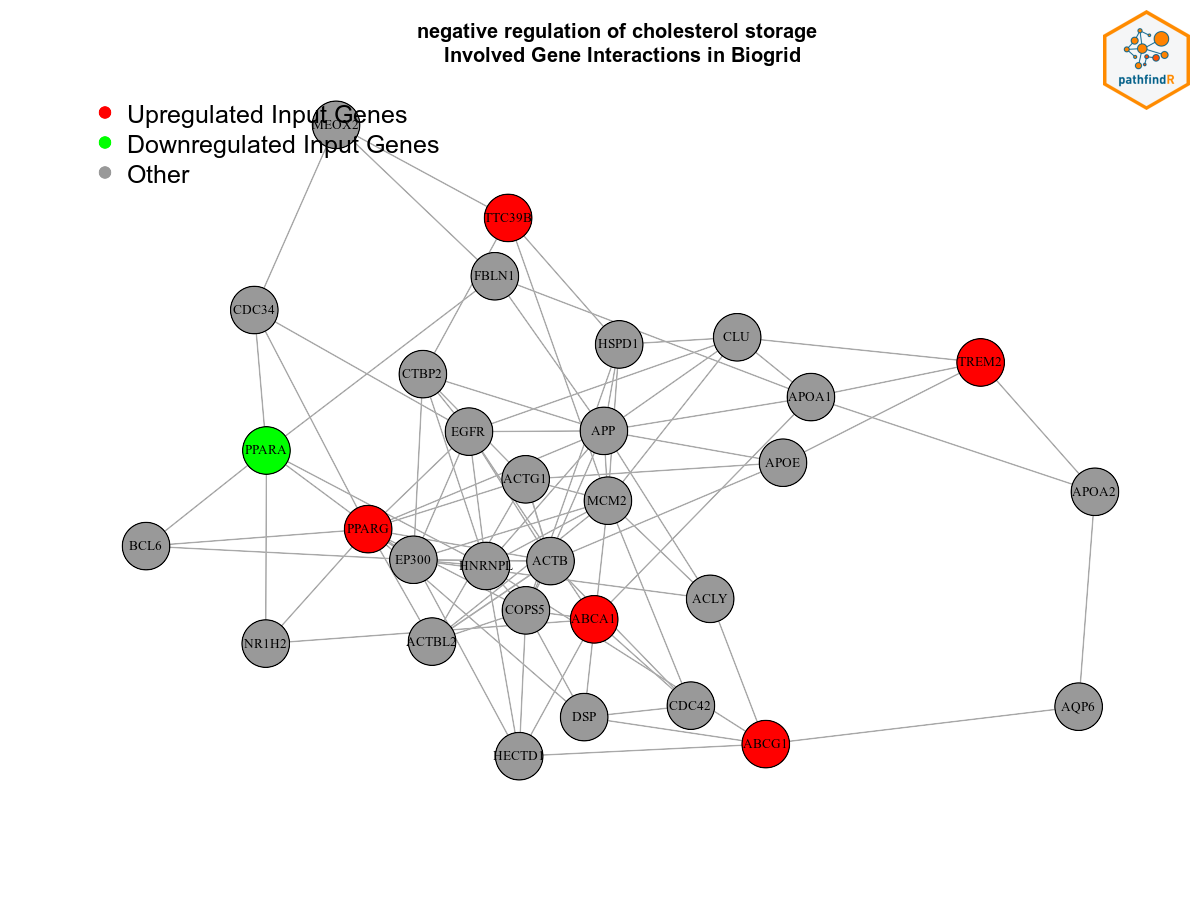 negative regulation of cholesterol storage
Involved Gene Interactions in Biogrid
pathfindR
Upregulated Input Genes
MEOX2
Downregulated Input Genes
Other
TTC39B
FBLN1
CDC34
HSPD1
CLU
TREM2
CTBP2
APOA1
EGFR
APP
PPARA
APOE
ACTG1
APOA2
MCM2
PPARG
BCL6
EP300
HNRNPL
ACTB
ACLY
COPS5
ABCA1
NR1H2
ACTBL2
CDC42
AQP6
DSP
ABCG1
HECTD1